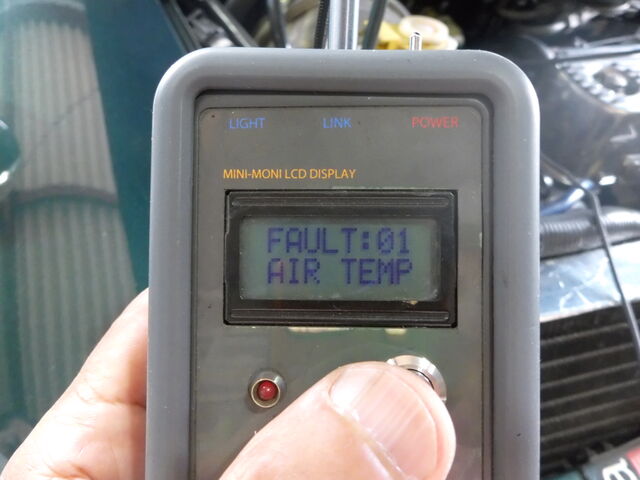 LIGHT LINK POWER
MINI-MONI LCD DISPLAY
FAULT:01
AIR TEMP